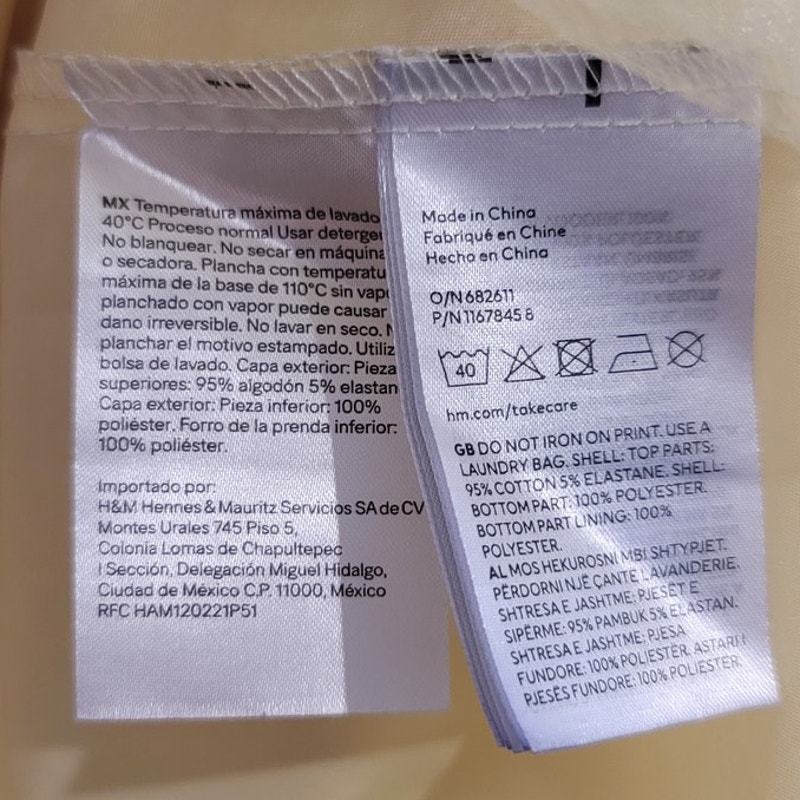 MX Temperatura máxima de lavado
40°C Proceso normal Usar deterge
No blanquear. No secar en máquina
o secadora. Plancha con temperatu
máxima de la base de 110°C sin vap
planchado con vapor puede causar
dano irreversible. No lavar en seco. N
planchar el motivo estampado. Utiliz
bolsa de lavado. Capa exterior: Pieza
superiores: 95% algodón 5% elastan
Capa exterior: Pieza inferior: 100%
poliéster. Forro de la prenda inferior:
100% poliéster.
Importado por:
H&M Hennes & Mauritz Servicios SA de CV
Montes Urales 745 Piso 5,
Colonia Lomas de Chapultepec
I Sección, Delegación Miguel Hidalgo,
Ciudad de México C.P. 11000, México
RFC HAM120221P51
Made in China
Fabriqué en Chine
Hecho en China
O/N 682611
P/N 1167845 8
40
hm.com/takecare
GB DO NOT IRON ON PRINT. USE A
LAUNDRY BAG. SHELL: TOP PARTS:
95% COTTON 5% ELASTANE. SHELL:
BOTTOM PART: 100% POLYESTER.
BOTTOM PART LINING: 100%
POLYESTER.
AL MOS HEKUROSNI MBI SHTYPJET.
PËRDORNI NJË ÇANTË LAVANDERIE.
SHTRESA E JASHTME: PJESËT E
SIPËRME: 95% PAMBUK 5% ELASTAN.
SHTRESA E JASHTME: PJESA
FUNDORE: 100% POLIESTËR. ASTARI I
PJESËS FUNDORE: 100% POLIESTËR.